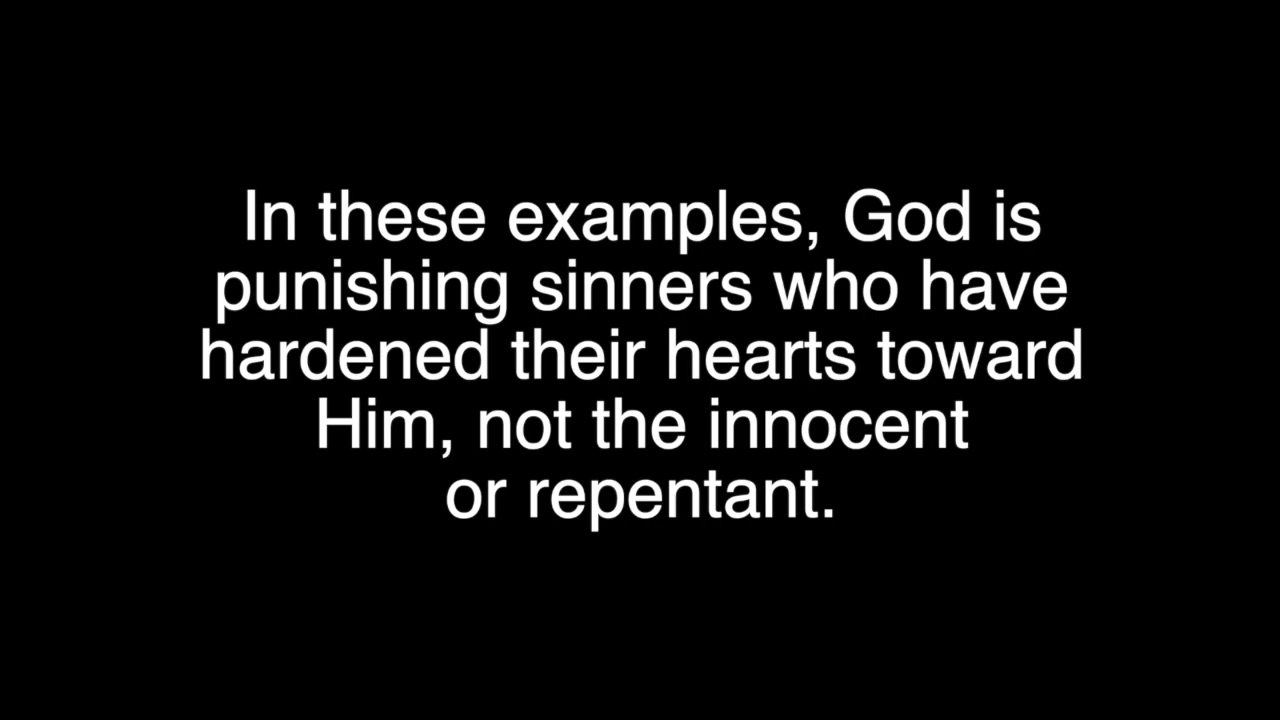 In these examples, God is
punishing sinners who have
hardened their hearts toward
Him, not the innocent
or repentant.